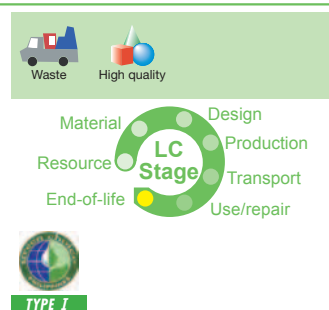 Waste High quality
Material
Design
Production
LC
Stage
Resource
Transport
End-of-life
Use/repair
TYPE I